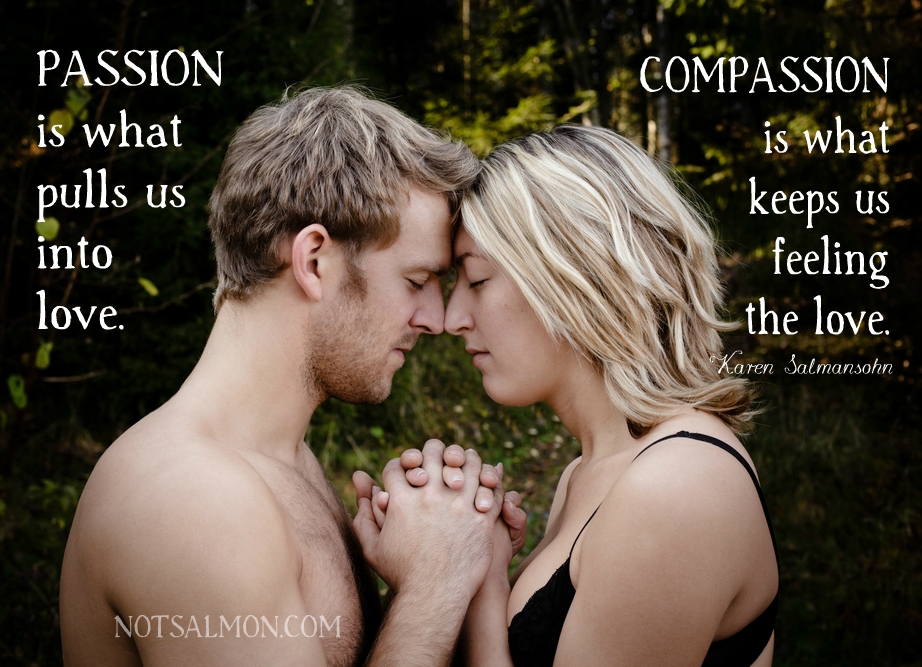 PASSION
is what
pulls us
into
love.
COMPASSION
is what
keeps us
feeling
the love.
Karen Salmansohn
NOTSALMON.COM